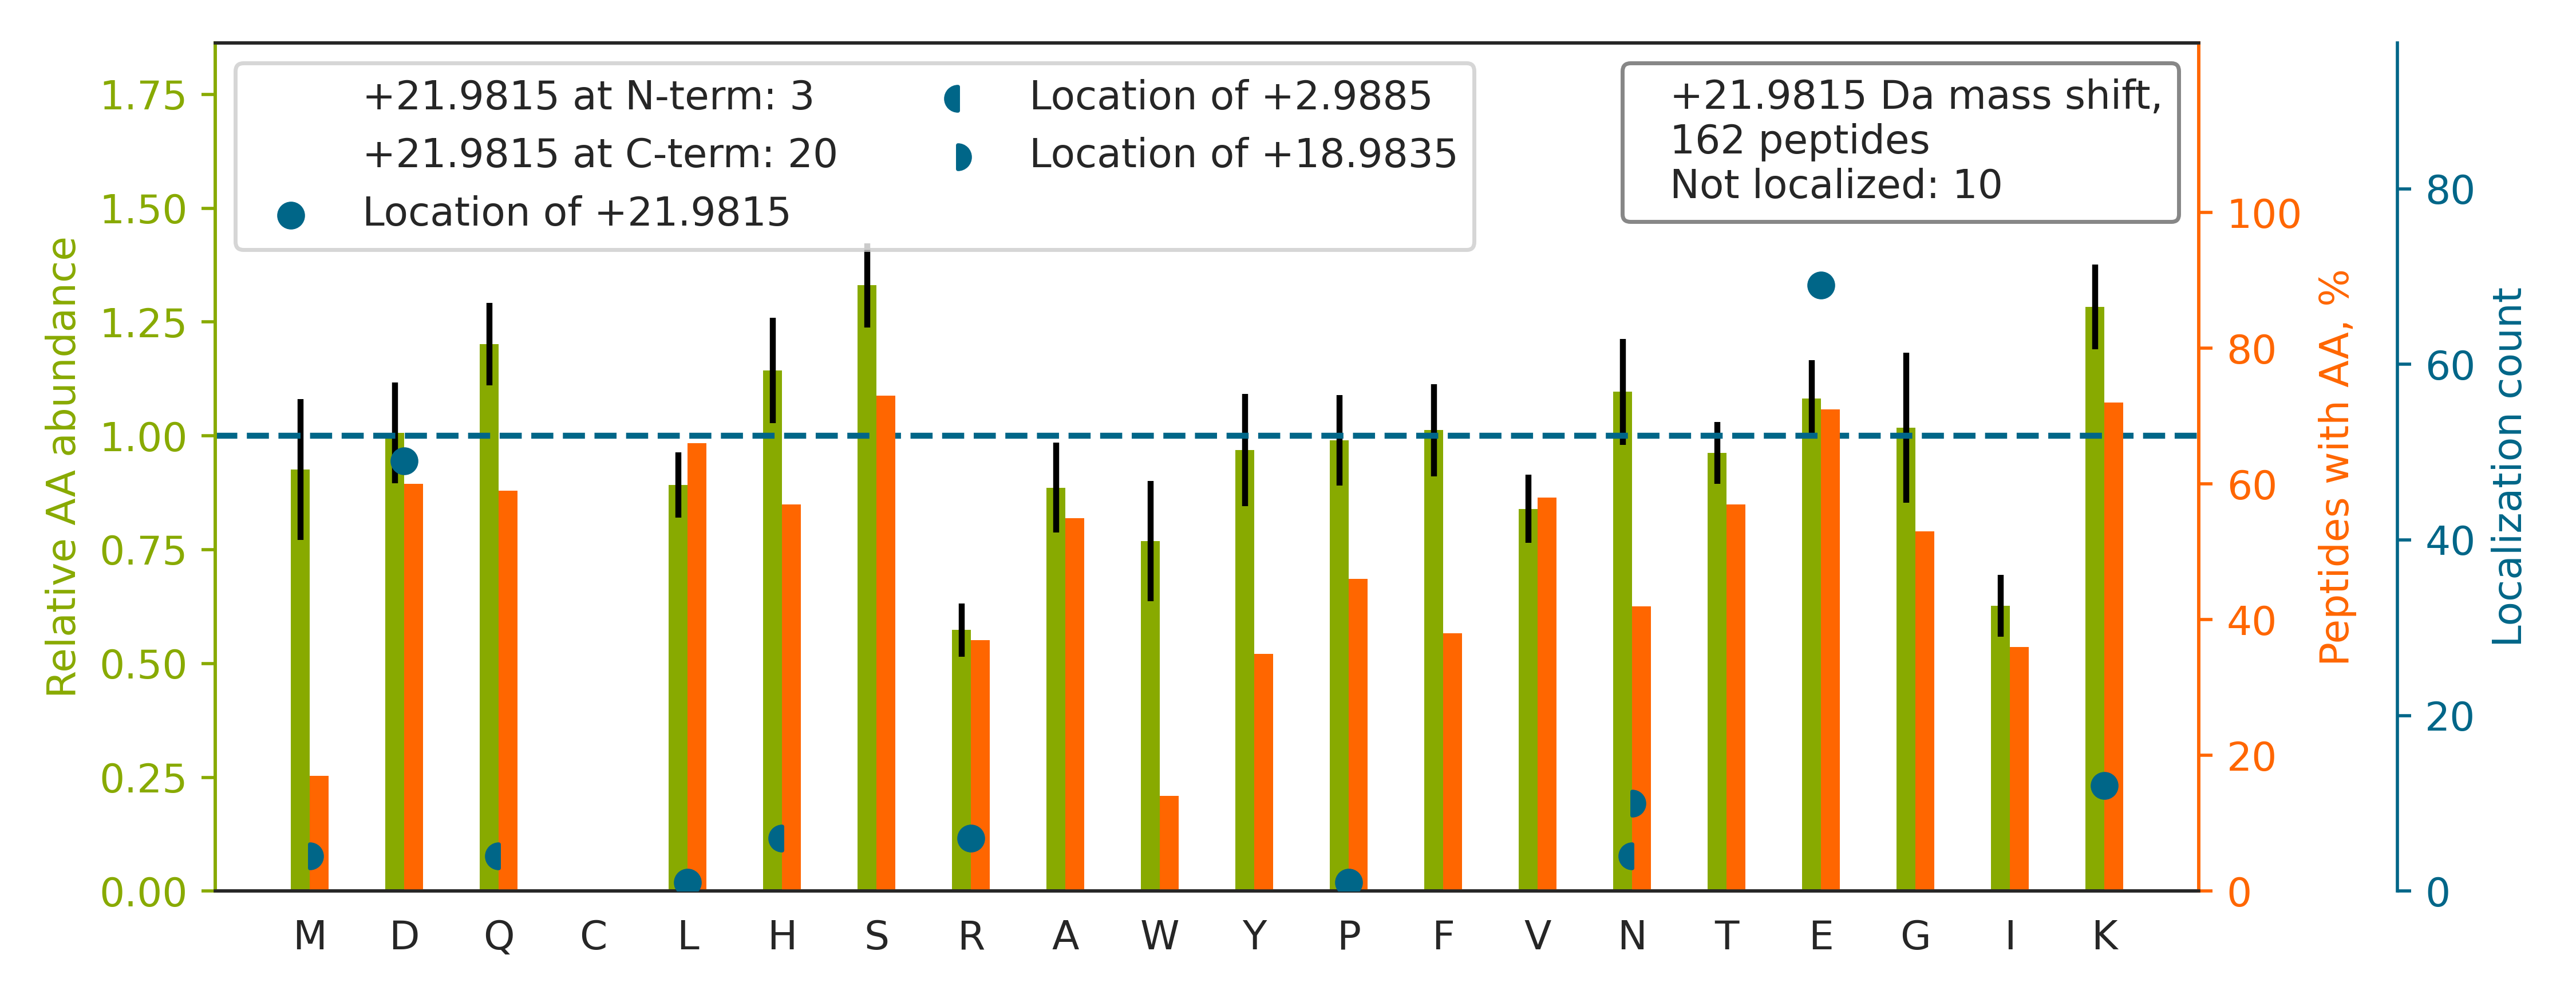 +21.9815 at N-term: 3
+21.9815 at C-term: 20
Location of +21.9815
Location of +2.9885
Location of +18.9835
+21.9815 Da mass shift,
162 peptides
Not localized: 10
Relative AA abundance
1.75
1.50
1.25
1.00
0.75
0.50
0.25
0.00
100
80
60
40
20
0
Peptides with AA, %
80
60
40
20
0
Localization count
M D Q C L H S R A W Y P F V N T E G I K